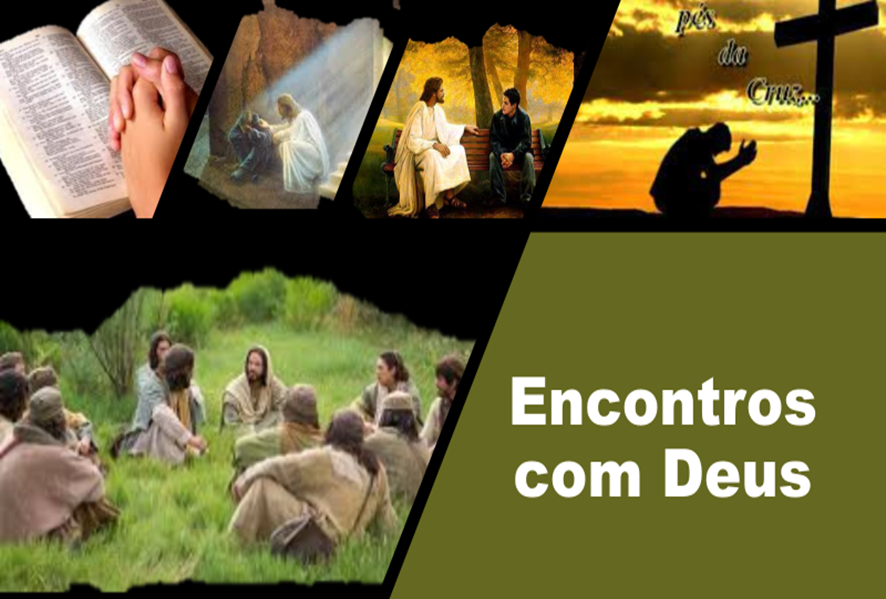 pés
da
Cruz...
Encontros
com Deus